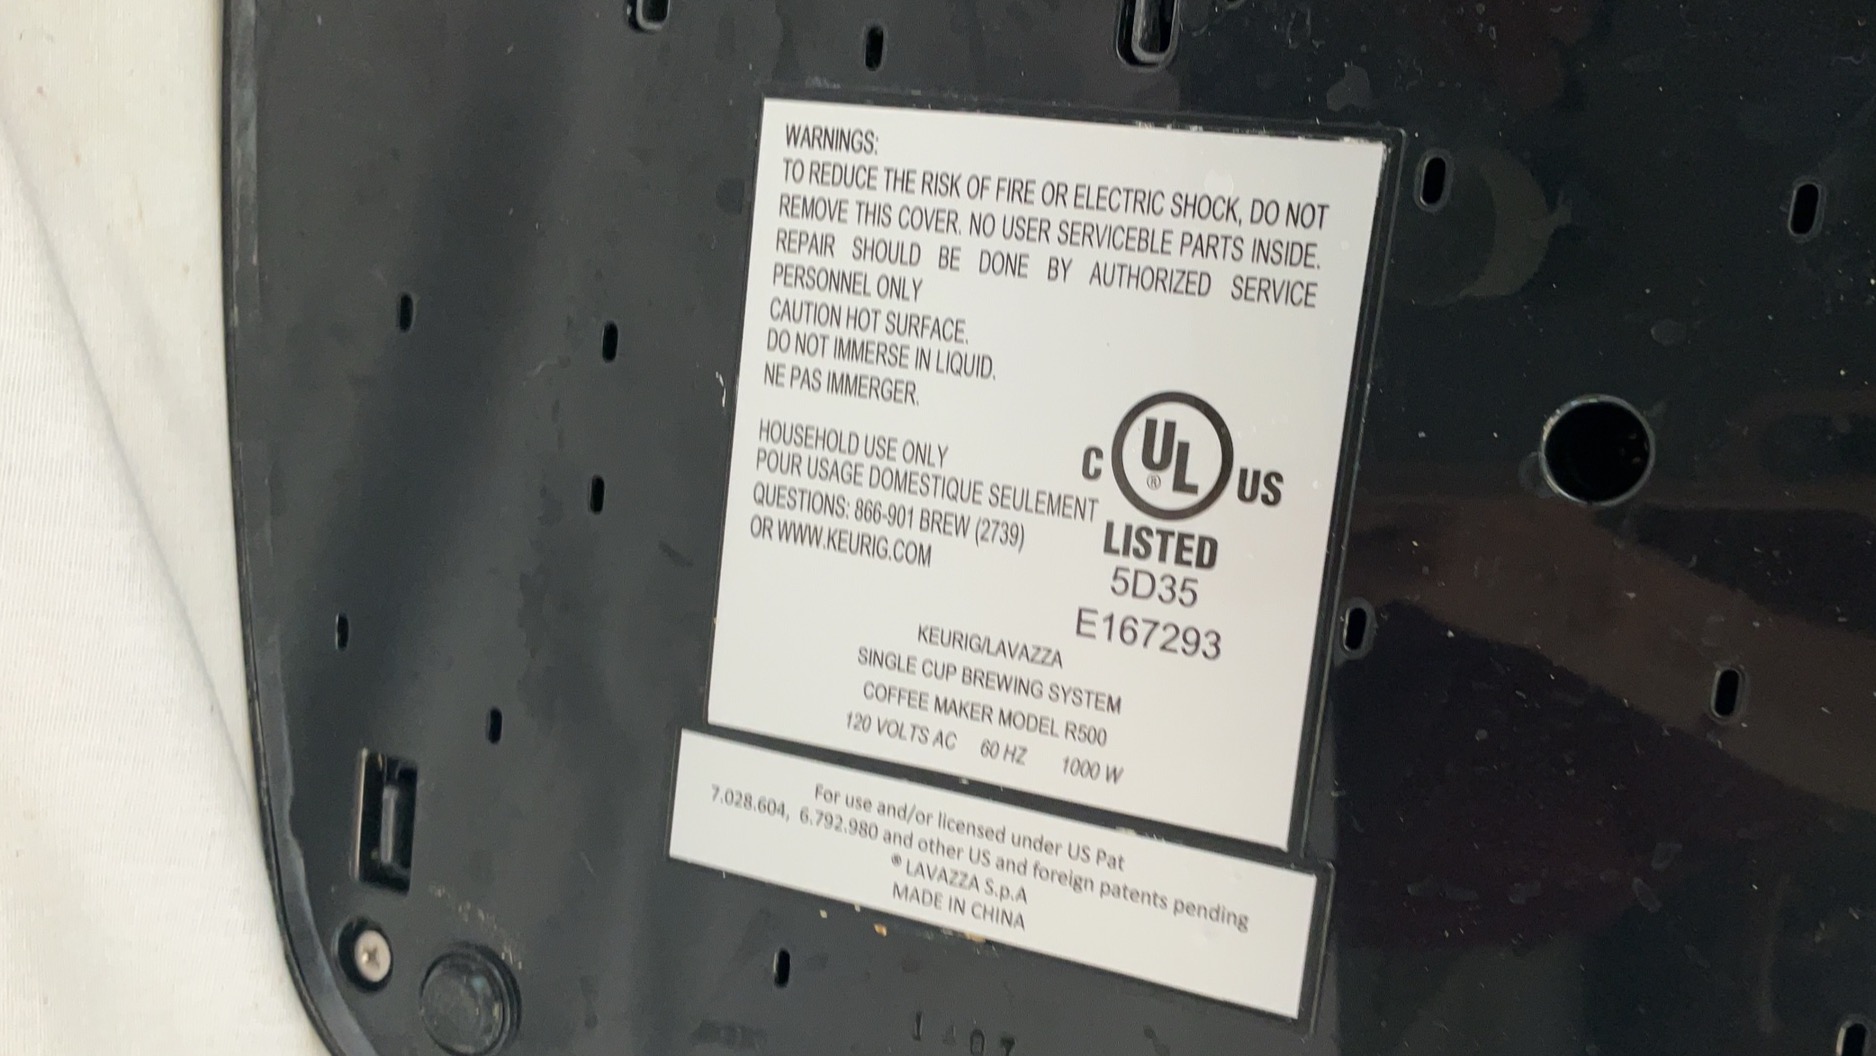 WARNINGS:
TO REDUCE THE RISK OF FIRE OR ELECTRIC SHOCK, DO NOT
REMOVE THIS COVER. NO USER SERVICEBLE PARTS INSIDE.
REPAIR SHOULD BE DONE BY AUTHORIZED SERVICE
PERSONNEL ONLY
CAUTION HOT SURFACE.
DO NOT IMMERSE IN LIQUID.
NE PAS IMMERGER.
HOUSEHOLD USE ONLY
POUR USAGE DOMESTIQUE SEULEMENT
QUESTIONS: 866-901 BREW (2739)
OR WWW.KEURIG.COM
C UL® US
LISTED
5D35
E167293
KEURIG/LAVAZZA
SINGLE CUP BREWING SYSTEM
COFFEE MAKER MODEL R500
120 VOLTS AC 60 HZ 1000 W
For use and/or licensed under US Pat
7.028.604, 6.792.980 and other US and foreign patents pending
® LAVAZZA S.p.A
MADE IN CHINA